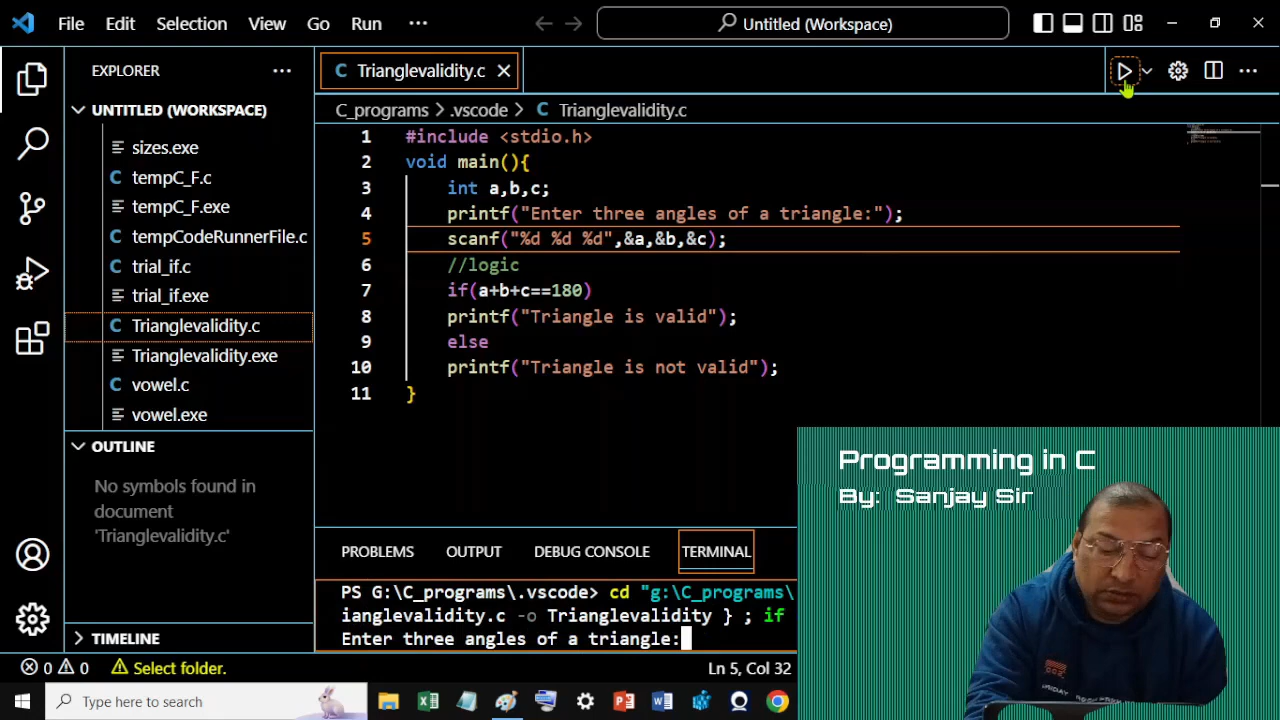 File Edit Selection View Go Run ··· Untitled (Workspace)
EXPLORER ···
UNTITLED (WORKSPACE)
sizes.exe
tempC_F.c
tempC_F.exe
tempCodeRunnerFile.c
trial_if.c
trial_if.exe
Trianglevalidity.c
Trianglevalidity.exe
vowel.c
vowel.exe
OUTLINE
No symbols found in
document
'Trianglevalidity.c'
TIMELINE
C Trianglevalidity.c
C_programs > .vscode > C Trianglevalidity.c
1 #include <stdio.h>
2 void main(){
3 int a,b,c;
4 printf("Enter three angles of a triangle:");
5 scanf("%d %d %d",&a,&b,&c);
6 //logic
7 if(a+b+c==180)
8 printf("Triangle is valid");
9 else
10 printf("Triangle is not valid");
11 }
Programming in C
By: Sanjay Sir
PROBLEMS OUTPUT DEBUG CONSOLE TERMINAL
PS G:\C_programs\.vscode> cd "g:\C_programs\
ianglevalidity.c -o Trianglevalidity } ; if
Enter three angles of a triangle:
0 0 Select folder. Ln 5, Col 32
Type here to search